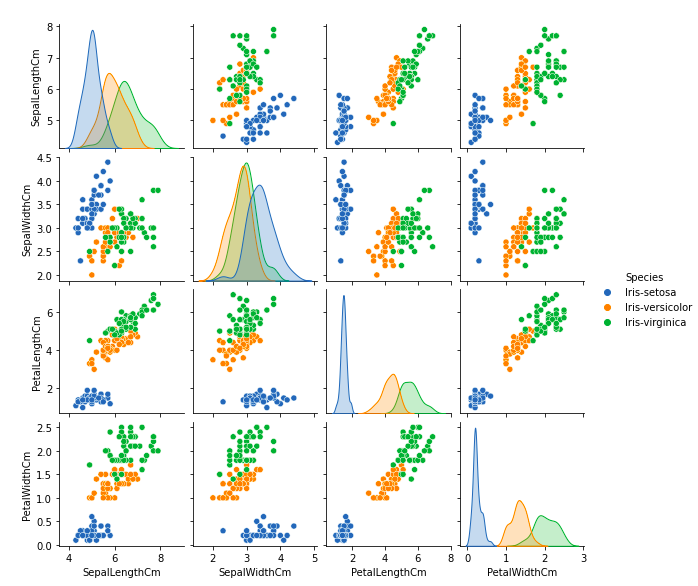 8
7
6
5
SepalLengthCm
4.5
4.0
3.5
3.0
2.5
2.0
SepalWidthCm
Species
Iris-setosa
Iris-versicolor
Iris-virginica
6
4
2
PetalLengthCm
2.5
2.0
1.5
1.0
0.5
0.0
PetalWidthCm
4 6 8 2 3 4 5 2 4 6 8 0 1 2 3
SepalLengthCm SepalWidthCm PetalLengthCm PetalWidthCm